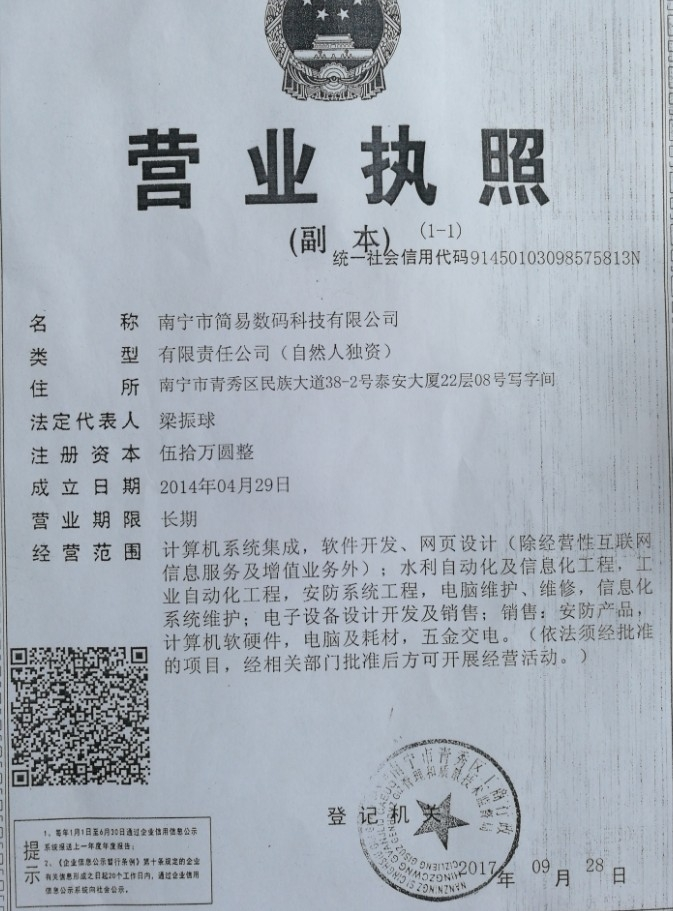 营业执照
(副 本) (1-1)
统一社会信用代码91450103098575813N
名 称 南宁市简易数码科技有限公司
类 型 有限责任公司（自然人独资）
住 所 南宁市青秀区民族大道38-2号泰安大厦22层08号写字间
法定代表人 梁振球
注册资本 伍拾万圆整
成立日期 2014年04月29日
营业期限 长期
经营范围 计算机系统集成，软件开发、网页设计（除经营性互联网
信息服务及增值业务外）；水利自动化及信息化工程，工
业自动化工程，安防系统工程，电脑维护、维修，信息化
系统维护；电子设备设计开发及销售；销售：安防产品，
计算机软硬件，电脑及耗材，五金交电。（依法须经批准
的项目，经相关部门批准后方可开展经营活动。）
登记机关
南宁市青秀区工商行政
管理和质量技术监督局
2017年 09月 28日
提示
1、每年1月1日至6月30日通过企业信用信息公示
系统报送上一年度年度报告；
2、《企业信息公示暂行条例》第十条规定的企业
有关信息形成之日起20个工作日内，通过企业信用
信息公示系统向社会公示。